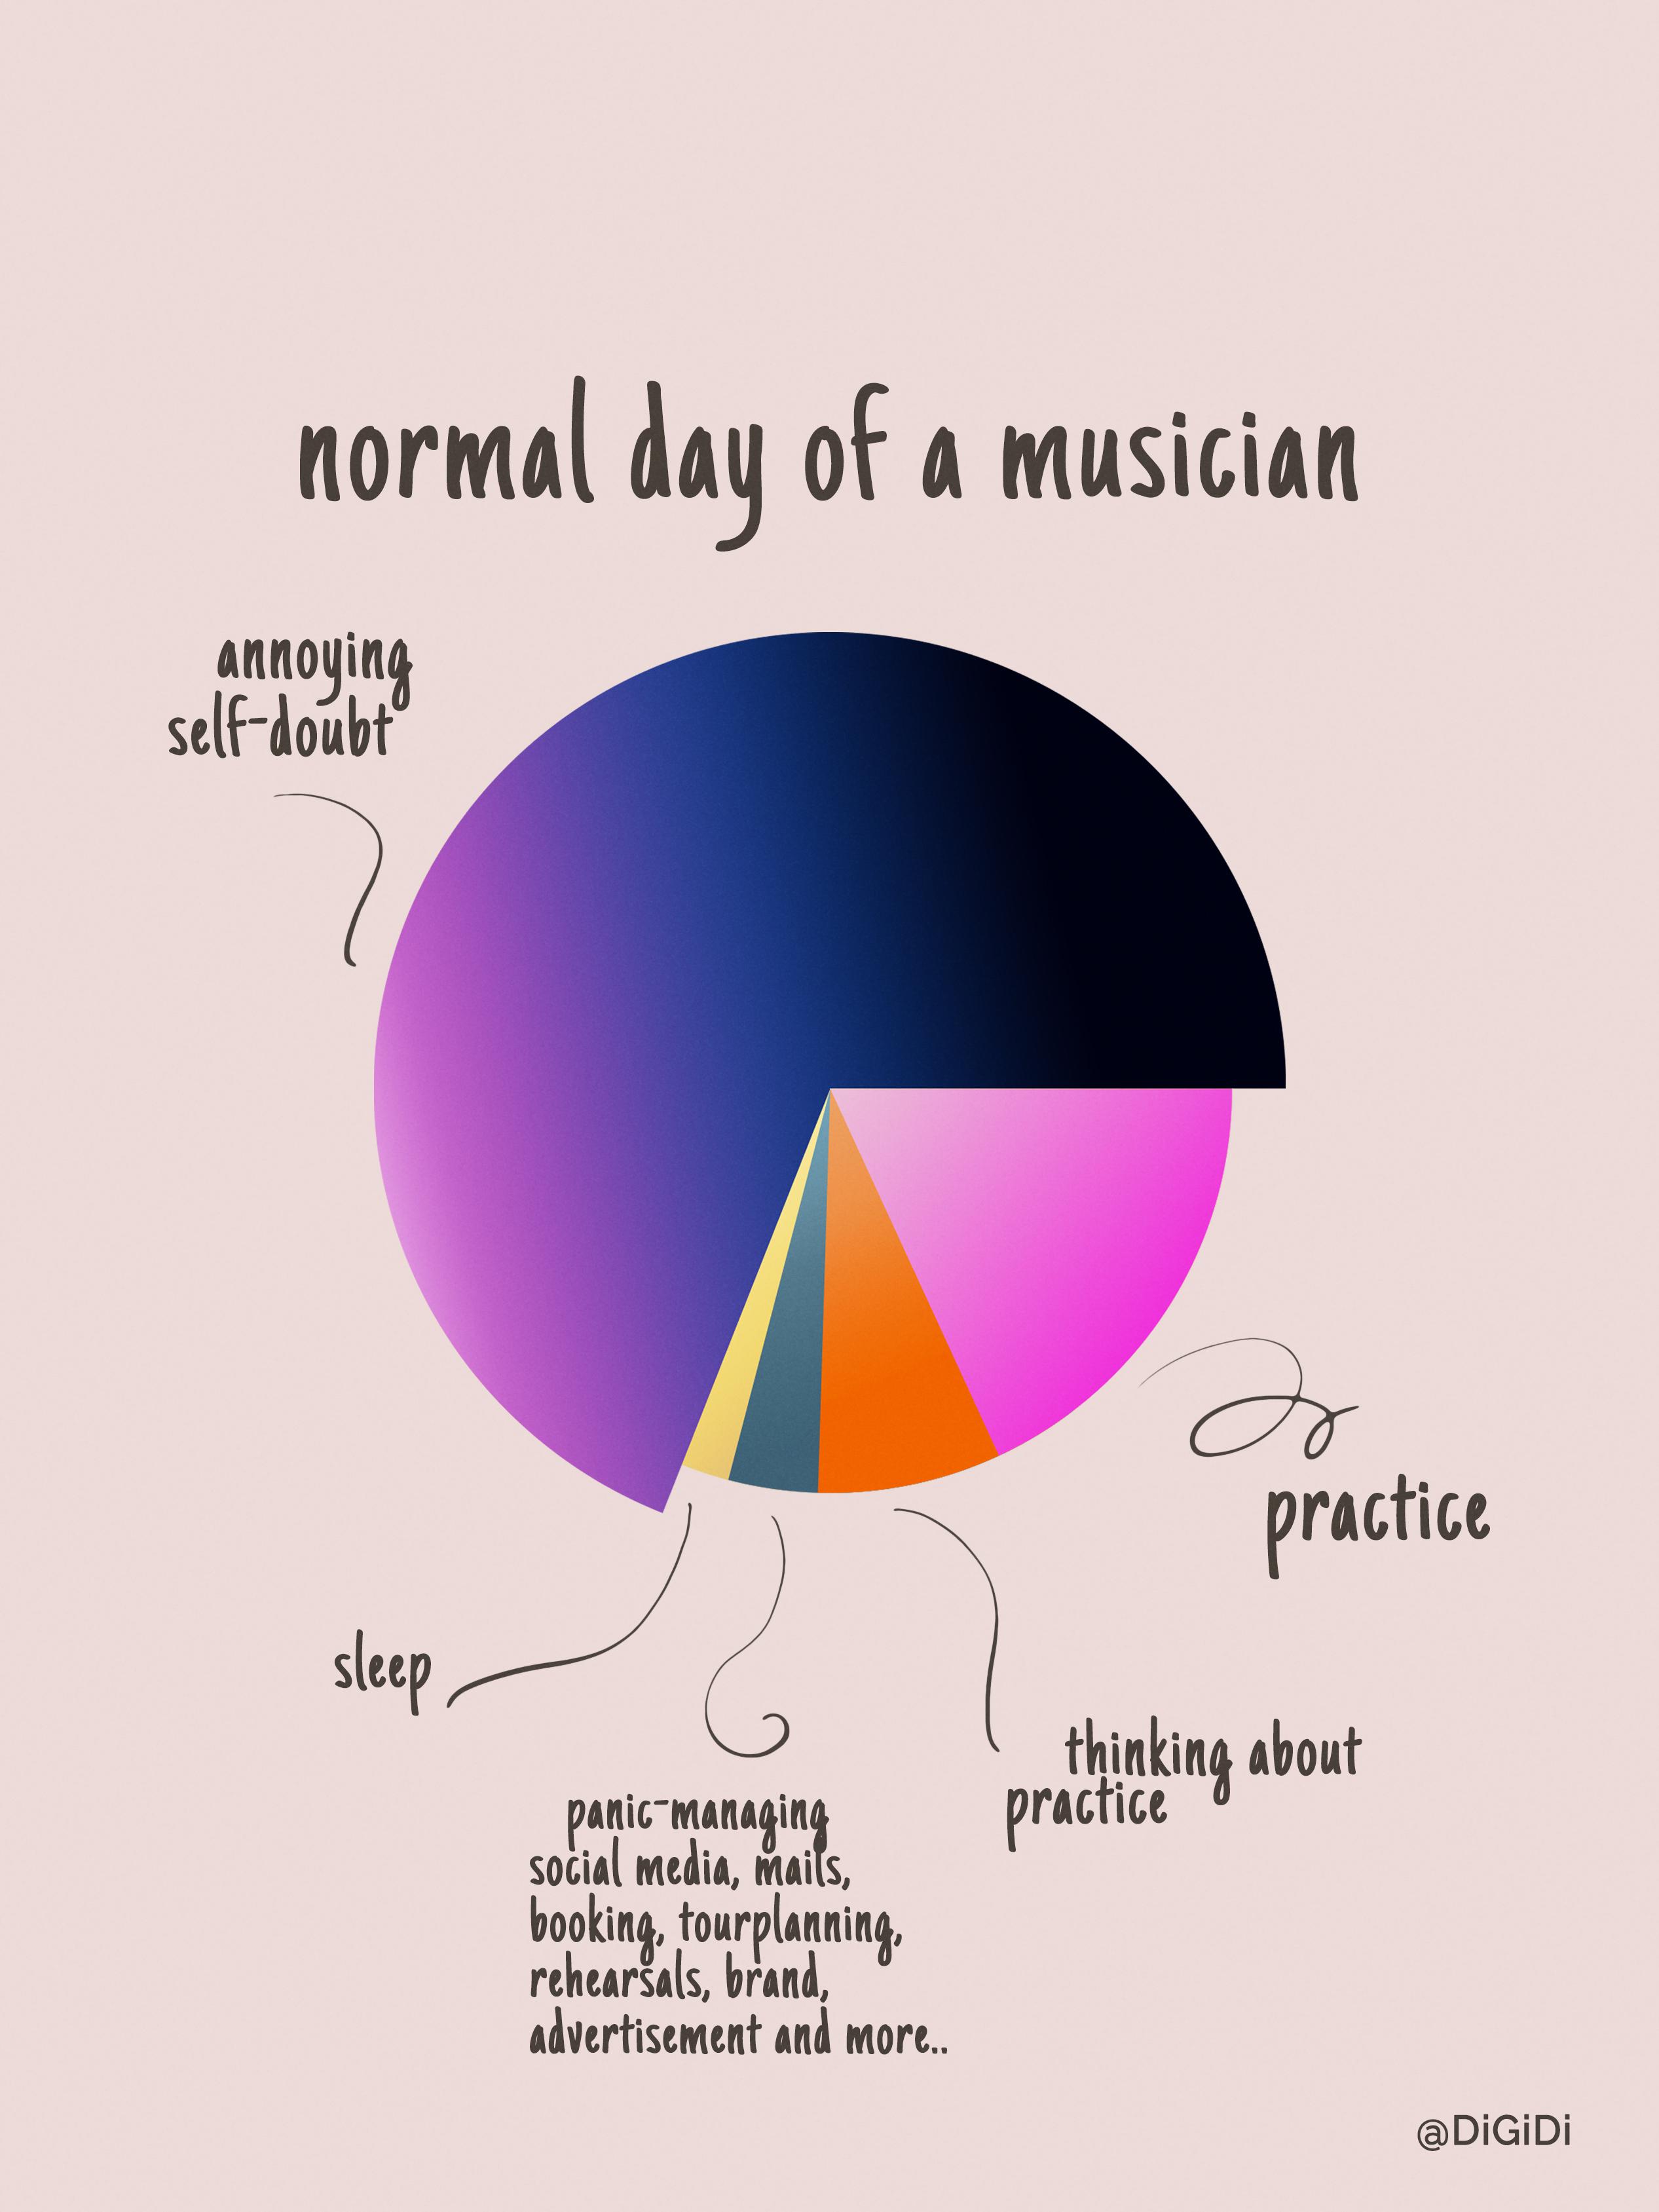 normal day of a musician
annoying
self-doubt
practice
sleep
thinking about
practice
panic-managing
social media, mails,
booking, tourplanning,
rehearsals, brand,
advertisement and more..
@DiGiDi